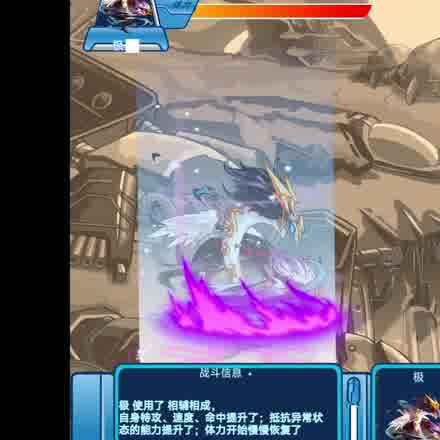 体力
极
战斗信息
极 使用了 相辅相成，
自身特攻、速度、命中提升了；抵抗异常状
态的能力提升了；体力开始慢慢恢复了
极